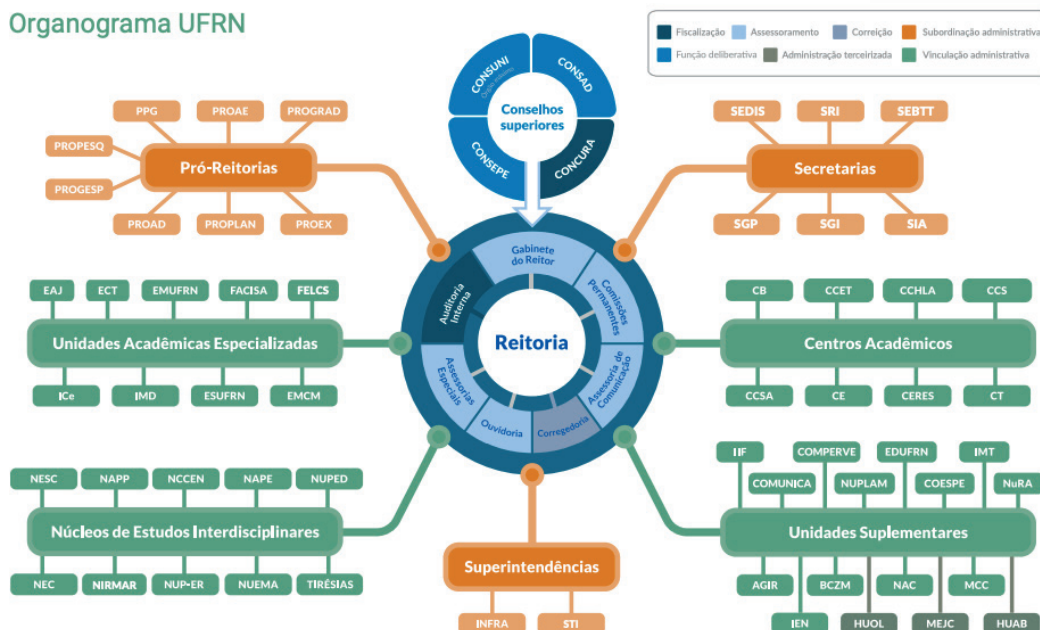 Organograma UFRN
Fiscalização
Assessoramento
Correição
Subordinação administrativa
Função deliberativa
Administração terceirizada
Vinculação administrativa
CONSUNI
Órgão máximo
CONSAD
CONSEPE
CONCURA
Conselhos
superiores
PPG
PROAE
PROGRAD
PROPESQ
PROGESP
Pró-Reitorias
PROAD
PROPLAN
PROEX
SEDIS
SRI
SEBTT
Secretarias
SGP
SGI
SIA
Gabinete
do Reitor
Auditoria
Interna
Comissões
Permanentes
Reitoria
Assessorias
Especiais
Assessoria de
Comunicação
Ouvidoria
Corregedoria
EAJ
ECT
EMUFRN
FACISA
FELCS
Unidades Acadêmicas Especializadas
ICe
IMD
ESUFRN
EMCM
CB
CCET
CCHLA
CCS
Centros Acadêmicos
CCSA
CE
CERES
CT
NESC
NAPP
NCCEN
NAPE
NUPED
Núcleos de Estudos Interdisciplinares
NEC
NIRMAR
NUP-ER
NUEMA
TIRÉSIAS
Superintendências
INFRA
STI
IIF
COMPERVE
EDUFRN
IMT
COMUNICA
NUPLAM
COESPE
NuRA
Unidades Suplementares
AGIR
BCZM
NAC
MCC
IEN
HUOL
MEJC
HUAB